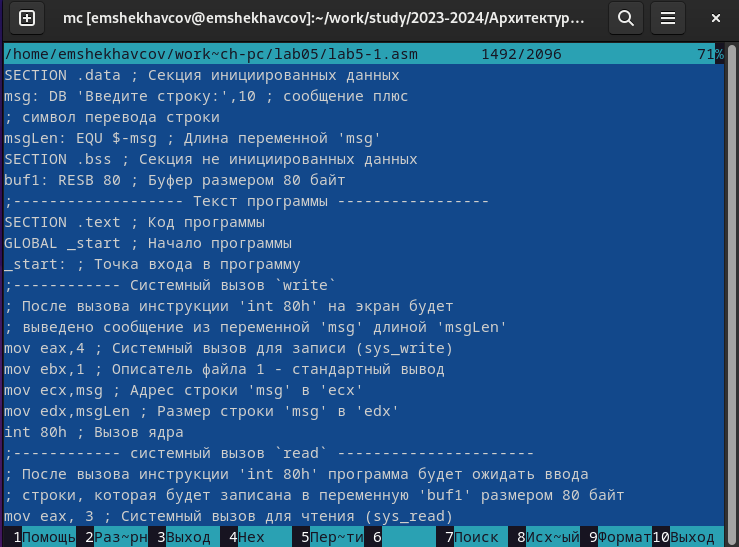 mc [emshekhavcov@emshekhavcov]:~/work/study/2023-2024/Архитектур...
/home/emshekhavcov/work~ch-pc/lab05/lab5-1.asm 1492/2096 71%
SECTION .data ; Секция инициированных данных
msg: DB 'Введите строку:',10 ; сообщение плюс
; символ перевода строки
msgLen: EQU $-msg ; Длина переменной 'msg'
SECTION .bss ; Секция не инициированных данных
buf1: RESB 80 ; Буфер размером 80 байт
;------------------- Текст программы -----------------
SECTION .text ; Код программы
GLOBAL _start ; Начало программы
_start: ; Точка входа в программу
;------------ Системный вызов `write`
; После вызова инструкции 'int 80h' на экран будет
; выведено сообщение из переменной 'msg' длиной 'msgLen'
mov eax,4 ; Системный вызов для записи (sys_write)
mov ebx,1 ; Описатель файла 1 - стандартный вывод
mov ecx,msg ; Адрес строки 'msg' в 'ecx'
mov edx,msgLen ; Размер строки 'msg' в 'edx'
int 80h ; Вызов ядра
;------------ системный вызов `read` ----------------------
; После вызова инструкции 'int 80h' программа будет ожидать ввода
; строки, которая будет записана в переменную 'buf1' размером 80 байт
mov eax, 3 ; Системный вызов для чтения (sys_read)
1Помощь 2Раз~рн 3Выход 4Hex 5Пер~ти 6 7Поиск 8Исх~ый 9Формат 10Выход